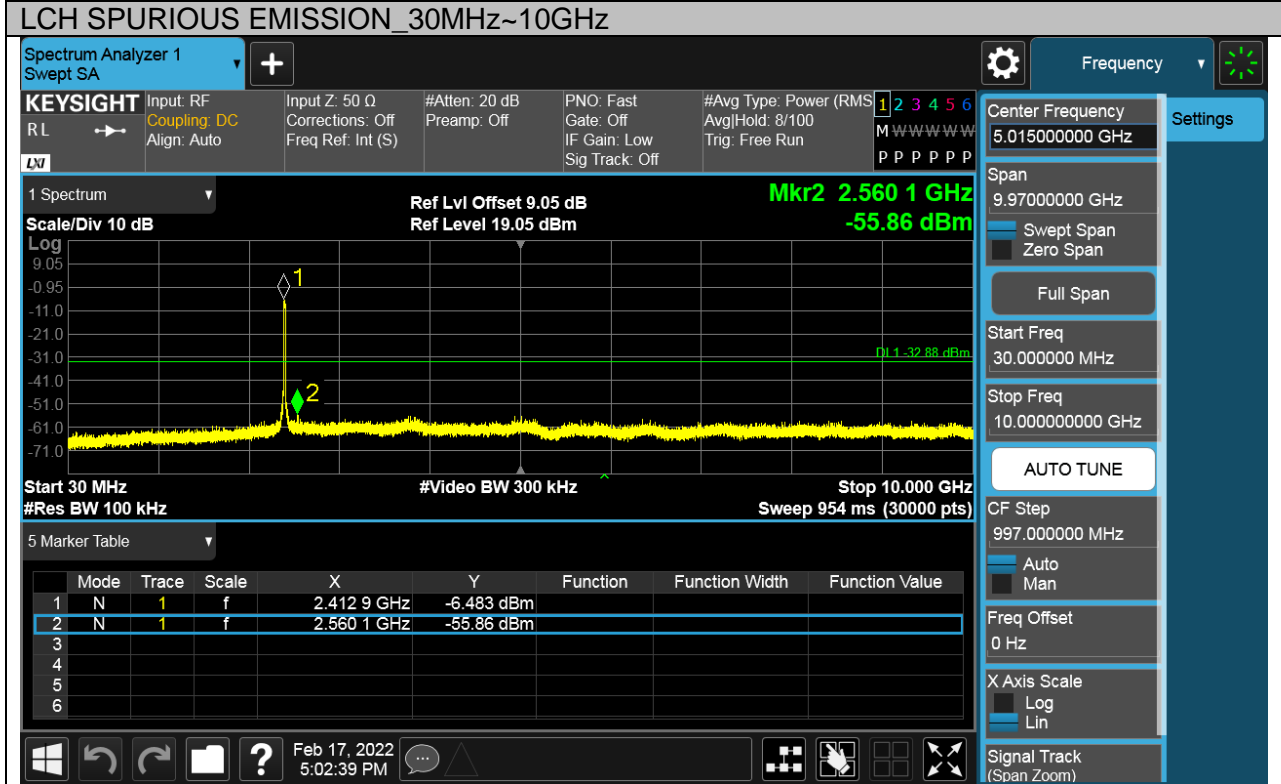 LCH SPURIOUS EMISSION_30MHz~10GHz
Spectrum Analyzer 1
Swept SA
Frequency
KEYSIGHT
RL
LXI
Input: RF
Coupling: DC
Align: Auto
Input Z: 50 Ω
Corrections: Off
Freq Ref: Int (S)
#Atten: 20 dB
Preamp: Off
PNO: Fast
Gate: Off
IF Gain: Low
Sig Track: Off
#Avg Type: Power (RMS
Avg|Hold: 8/100
Trig: Free Run
1 2 3 4 5 6
M W W W W W
P P P P P P
Settings
Center Frequency
5.015000000 GHz
Span
9.97000000 GHz
Swept Span
Zero Span
Full Span
Start Freq
30.000000 MHz
Stop Freq
10.000000000 GHz
AUTO TUNE
CF Step
997.000000 MHz
Auto
Man
Freq Offset
0 Hz
X Axis Scale
Log
Lin
Signal Track
(Span Zoom)
1 Spectrum
Scale/Div 10 dB
Ref Lvl Offset 9.05 dB
Ref Level 19.05 dBm
Mkr2 2.560 1 GHz
-55.86 dBm
Log
9.05
-0.95
-11.0
-21.0
-31.0
-41.0
-51.0
-61.0
-71.0
1
2
DL1 -32.88 dBm
Start 30 MHz
#Video BW 300 kHz
Stop 10.000 GHz
#Res BW 100 kHz
Sweep 954 ms (30000 pts)
5 Marker Table
Mode Trace Scale X Y Function Function Width Function Value
1 N 1 f 2.412 9 GHz -6.483 dBm
2 N 1 f 2.560 1 GHz -55.86 dBm
3
4
5
6
Feb 17, 2022
5:02:39 PM